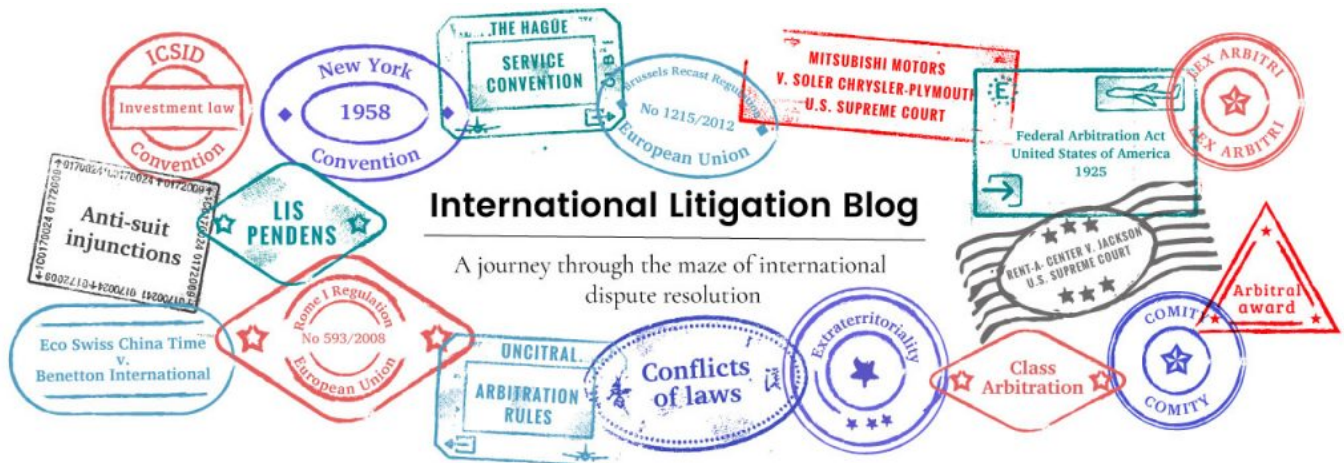 ICSID
Investment law
Convention
New York
1958
Convention
THE HAGUE
SERVICE
CONVENTION
Brussels Recast Regulation
No 1215/2012
European Union
MITSUBISHI MOTORS
V. SOLER CHRYSLER-PLYMOUTH
U.S. SUPREME COURT
E
Federal Arbitration Act
United States of America
1925
LEX ARBITRI
LEX ARBITRI
Anti-suit
injunctions
LIS
PENDENS
International Litigation Blog
A journey through the maze of international
dispute resolution
RENT-A-CENTER V. JACKSON
U.S. SUPREME COURT
Arbitral
award
Eco Swiss China Time
v.
Benetton International
Rome I Regulation
No 593/2008
European Union
UNCITRAL
ARBITRATION
RULES
Conflicts
of laws
Extraterritoriality
Class
Arbitration
COMITY
COMITY